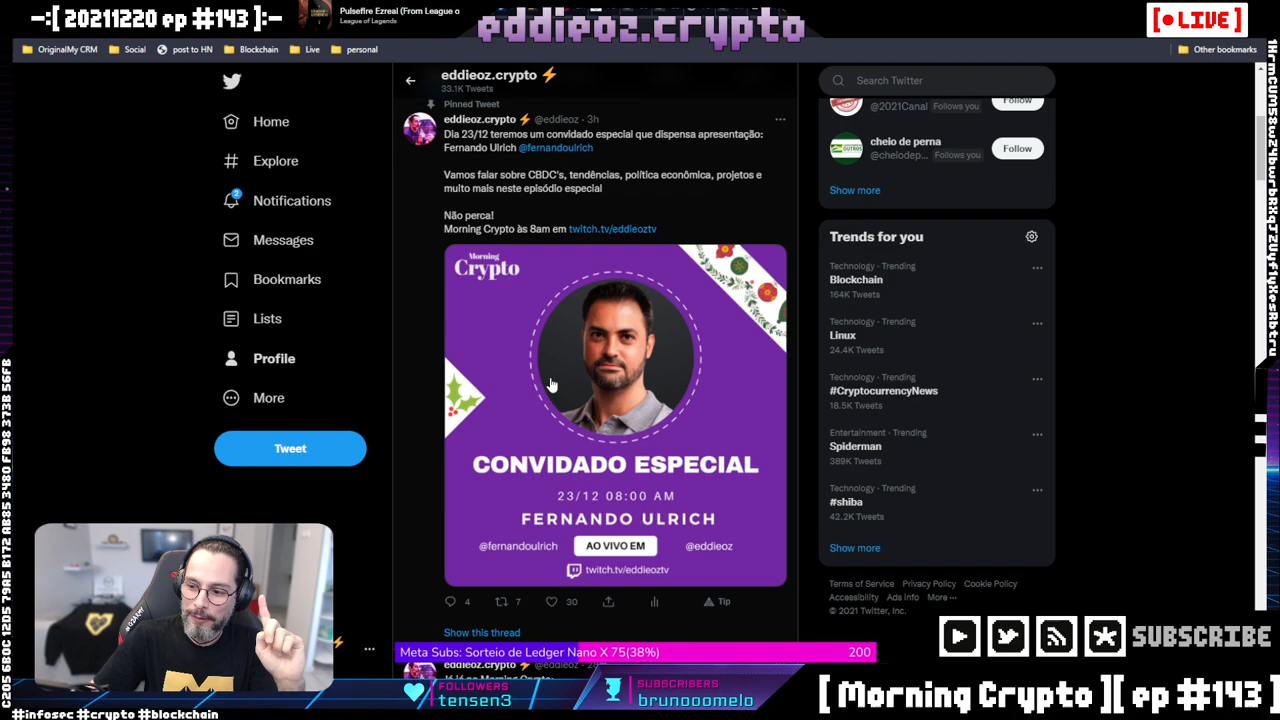 -:[ 20211220 ep #143 ]:-
Pulsefire Ezreal (From League o
League of Legends
eddieoz.crypto
[•LIVE]
OriginalMy CRM
Social
post to HN
Blockchain
Live
personal
Other bookmarks
Home
Explore
2
Notifications
Messages
Bookmarks
Lists
Profile
More
Tweet
eddieoz.crypto ⚡
33.1K Tweets
Pinned Tweet
eddieoz.crypto ⚡ @eddieoz · 3h
Dia 23/12 teremos um convidado especial que dispensa apresentação:
Fernando Ulrich @fernandoulrich
Vamos falar sobre CBDC's, tendências, política econômica, projetos e
muito mais neste episódio especial
Não perca!
Morning Crypto às 8am em twitch.tv/eddieoztv
Morning
Crypto
CONVIDADO ESPECIAL
23/12 08:00 AM
FERNANDO ULRICH
@fernandoulrich
AO VIVO EM
@eddieoz
twitch.tv/eddieoztv
4
7
30
Tip
Show this thread
eddieoz.crypto ⚡ @eddieoz
Search Twitter
@2021Canal Follows you
Follow
cheio de perna
@cheiodep... Follows you
Follow
Show more
Trends for you
Technology · Trending
Blockchain
164K Tweets
Technology · Trending
Linux
24.4K Tweets
Technology · Trending
#CryptocurrencyNews
18.5K Tweets
Entertainment · Trending
Spiderman
389K Tweets
Technology · Trending
#shiba
42.2K Tweets
Show more
Terms of Service Privacy Policy Cookie Policy
Accessibility Ads info More ···
© 2021 Twitter, Inc.
Meta Subs: Sorteio de Ledger Nano X 75(38%)
200
FOLLOWERS
tensen3
SUBSCRIBERS
brunooomelo
SUBSCRIBE
[ Morning Crypto ][ ep #143 ]
#infosec #crypto #blockchain